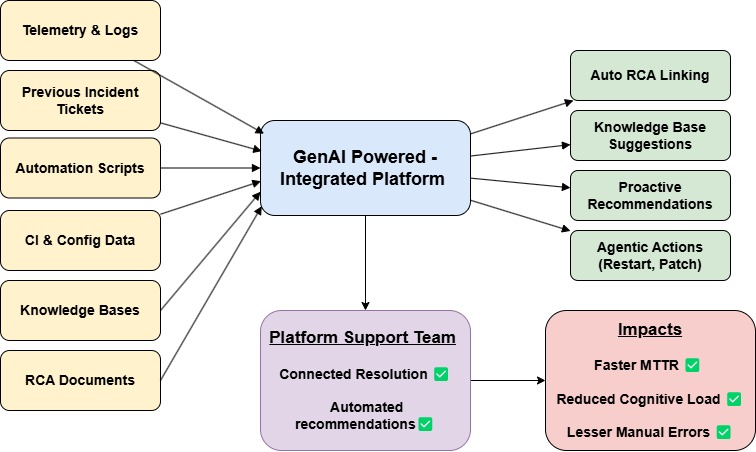 Telemetry & Logs
Previous Incident
Tickets
Automation Scripts
CI & Config Data
Knowledge Bases
RCA Documents
GenAI Powered -
Integrated Platform
Auto RCA Linking
Knowledge Base
Suggestions
Proactive
Recommendations
Agentic Actions
(Restart, Patch)
Platform Support Team
Connected Resolution ✅
Automated
recommendations ✅
Impacts
Faster MTTR ✅
Reduced Cognitive Load ✅
Lesser Manual Errors ✅